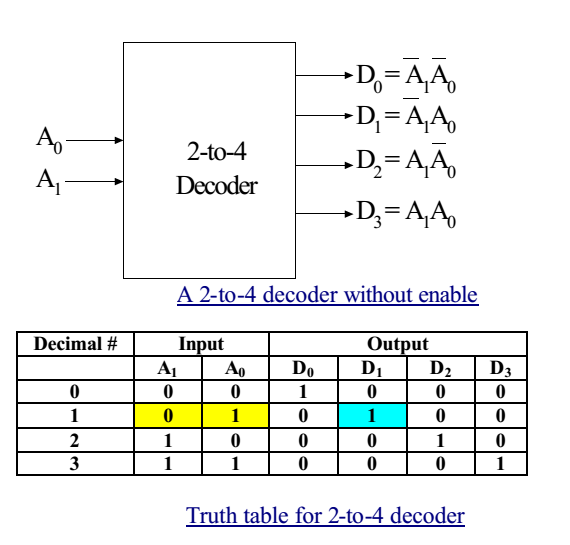 D₀= A̅₁A̅₀
D₁= A̅₁A₀
A₀
2-to-4
D₂= A₁A̅₀
A₁
Decoder
D₃= A₁A₀
A 2-to-4 decoder without enable
Decimal # Input Output
A₁ A₀ D₀ D₁ D₂ D₃
0 0 0 1 0 0 0
1 0 1 0 1 0 0
2 1 0 0 0 1 0
3 1 1 0 0 0 1
Truth table for 2-to-4 decoder